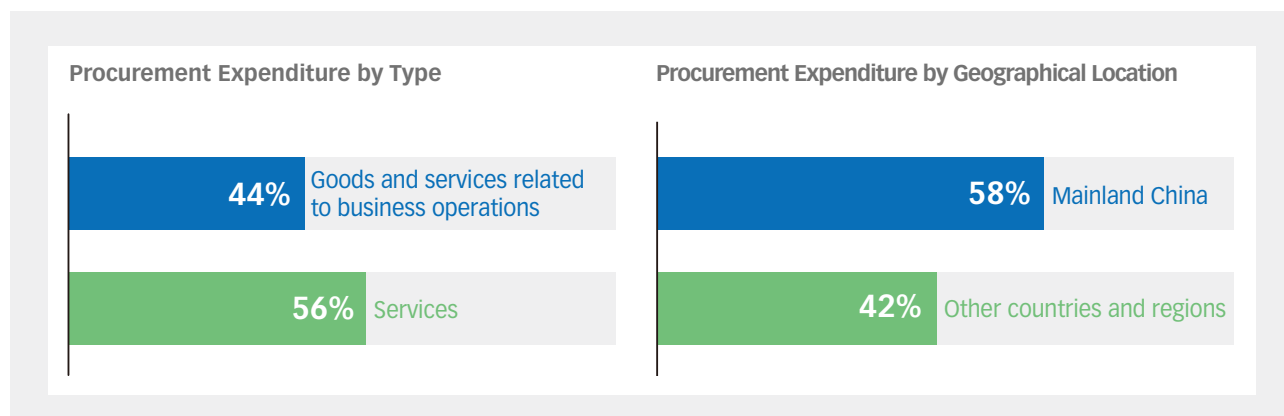 Procurement Expenditure by Type
44%
Goods and services related
to business operations
56%
Services
Procurement Expenditure by Geographical Location
58%
Mainland China
42%
Other countries and regions